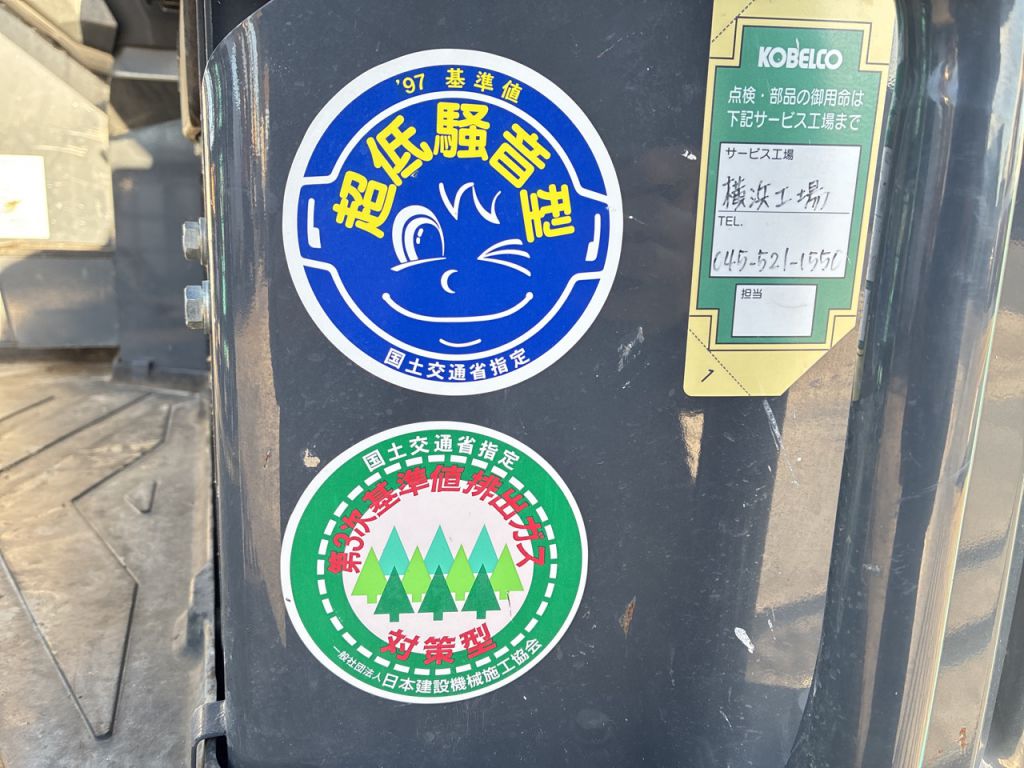 '97 基準値
超低騒音型
国土交通省指定
KOBELCO
点検・部品の御用命は
下記サービス工場まで
サービス工場
横浜工場
TEL.
045-521-1550
担当
1
国土交通省指定
第3次基準値排出ガス
対策型
一般社団法人日本建設機械施工協会